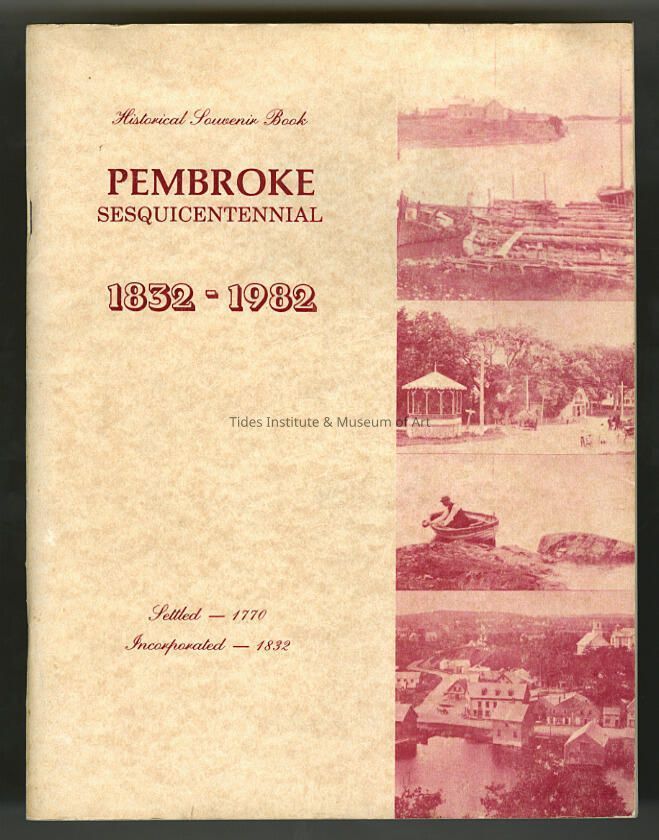 Historical Souvenir Book
PEMBROKE
SESQUICENTENNIAL
1832 - 1982
Tides Institute & Museum of Art
Settled — 1770
Incorporated — 1832